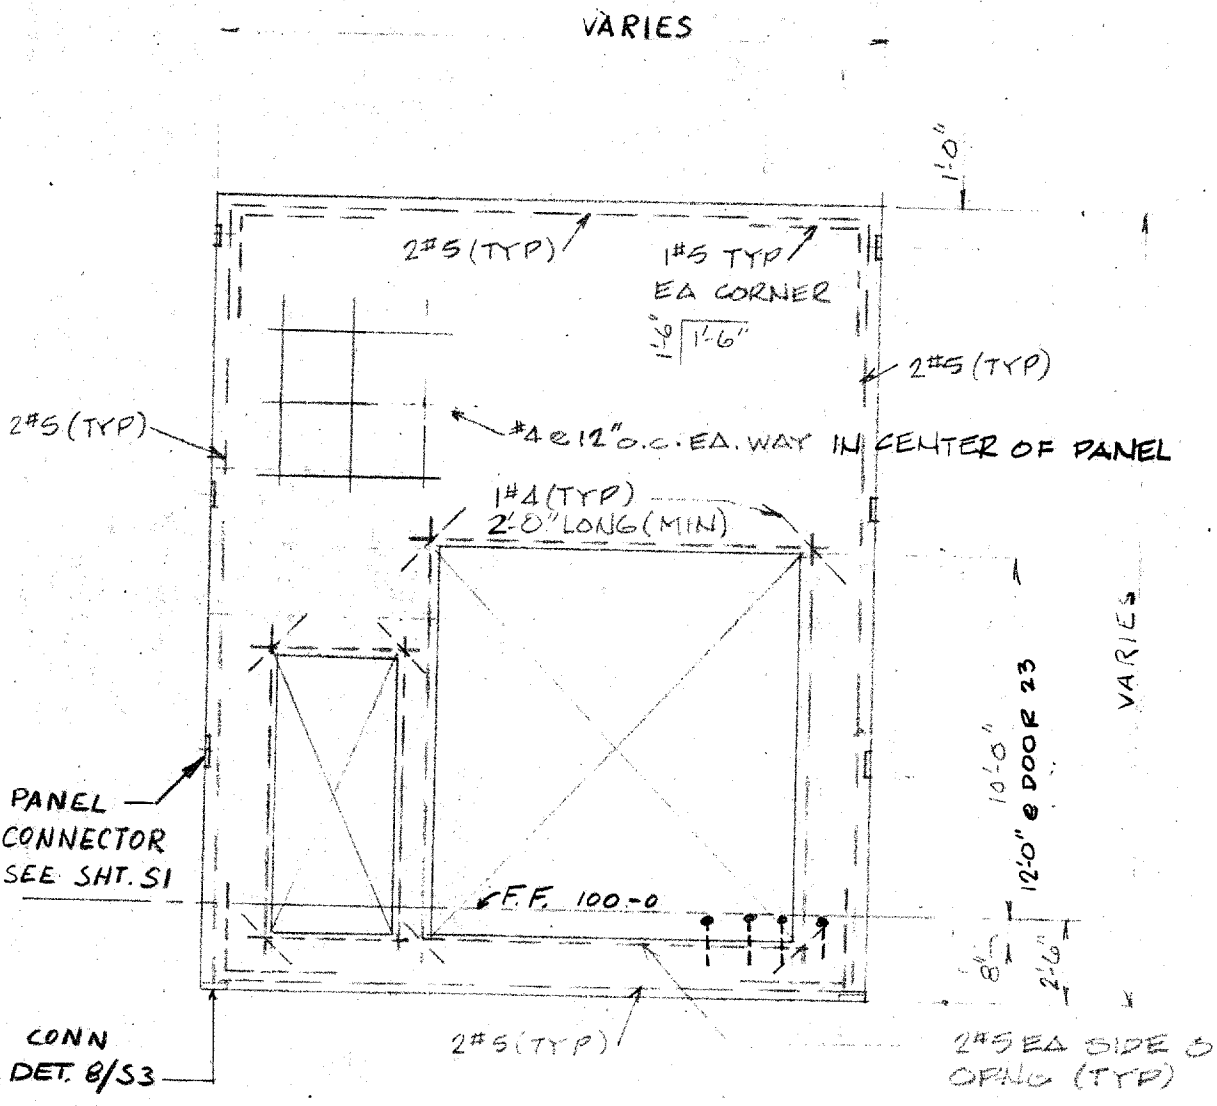 VARIES
1'-0"
2#5 (TYP)
1#5 TYP
EA CORNER
1'-6"
1'-6"
2#5 (TYP)
2#5 (TYP)
#4 @ 12" O.C. EA. WAY IN CENTER OF PANEL
1#4 (TYP)
2'-0" LONG (MIN)
VARIES
10'-0"
12'-0" @ DOOR 23
PANEL
CONNECTOR
SEE SHT. S1
F.F. 100-0
8"
2'-6"
CONN
DET. 8/S3
2#5 (TYP)
2#5 EA SIDE
OPNG (TYP)